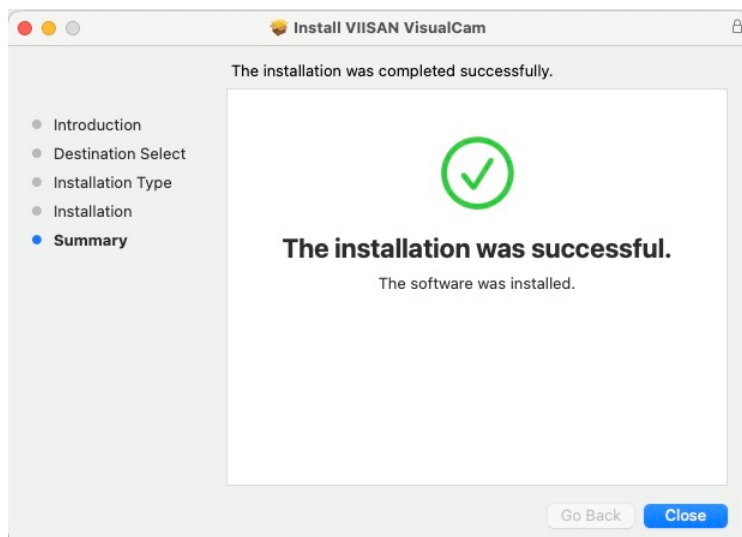 Install VIISAN VisualCam
The installation was completed successfully.
Introduction
Destination Select
Installation Type
Installation
Summary
The installation was successful.
The software was installed.
Go Back
Close